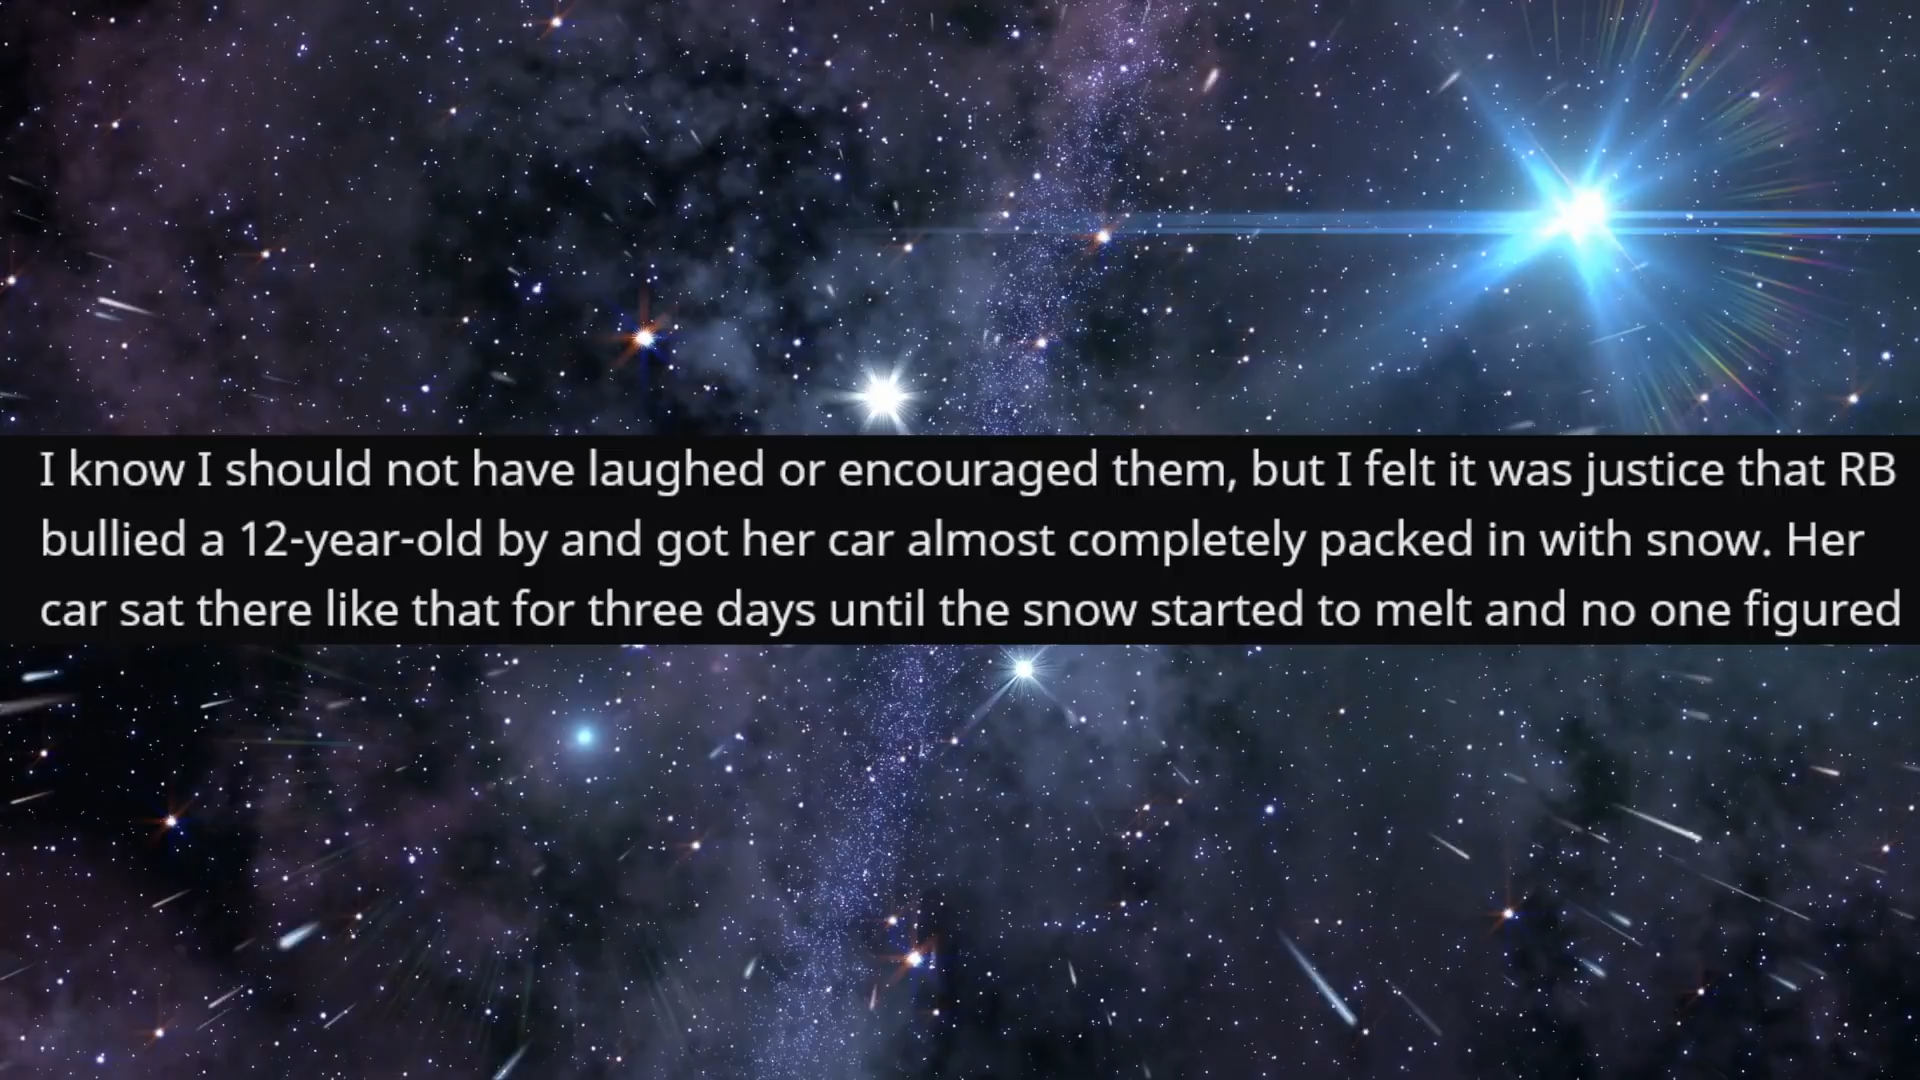 I know I should not have laughed or encouraged them, but I felt it was justice that RB
bullied a 12-year-old by and got her car almost completely packed in with snow. Her
car sat there like that for three days until the snow started to melt and no one figured